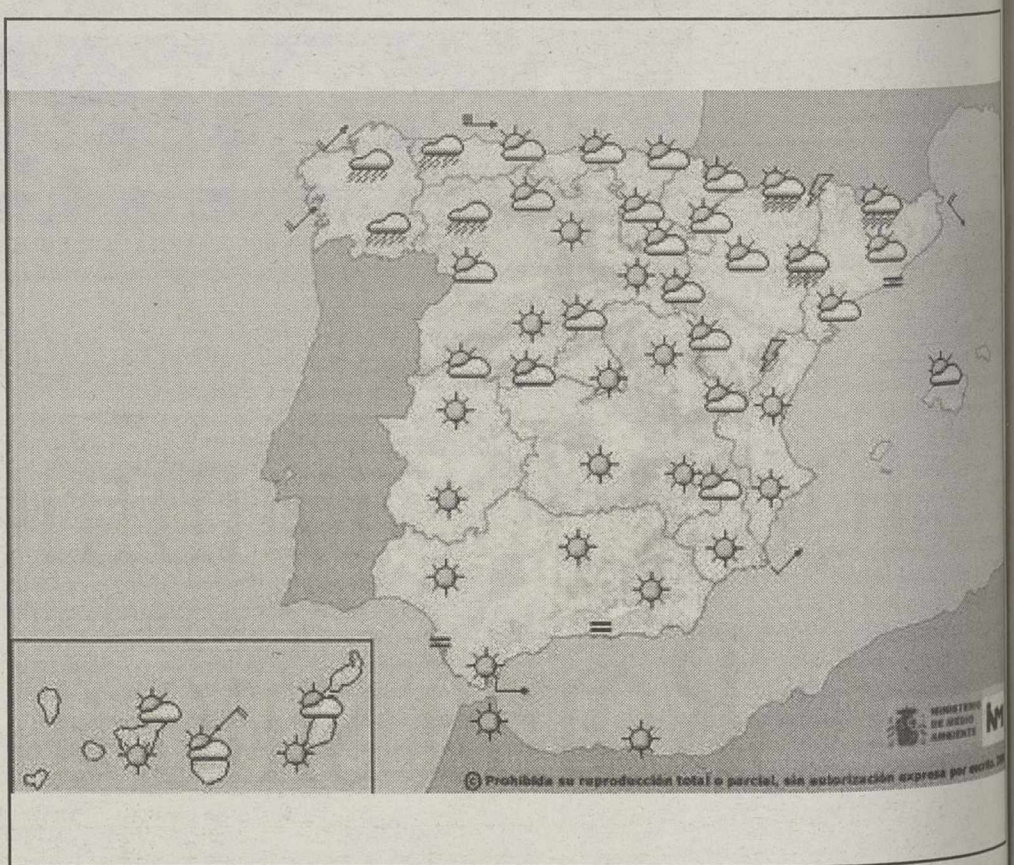 MINISTERIO
DE MEDIO
AMBIENTE
© Prohibida su reproducción total o parcial, sin autorización expresa por escrito.